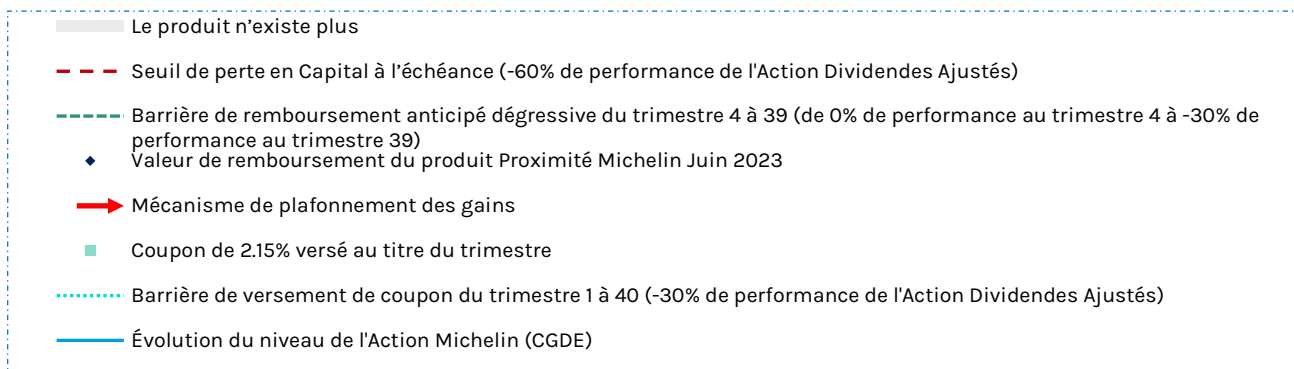 Le produit n’existe plus
Seuil de perte en Capital à l’échéance (-60% de performance de l'Action Dividendes Ajustés)
Barrière de remboursement anticipé dégressive du trimestre 4 à 39 (de 0% de performance au trimestre 4 à -30% de
performance au trimestre 39)
Valeur de remboursement du produit Proximité Michelin Juin 2023
Mécanisme de plafonnement des gains
Coupon de 2.15% versé au titre du trimestre
Barrière de versement de coupon du trimestre 1 à 40 (-30% de performance de l'Action Dividendes Ajustés)
Évolution du niveau de l'Action Michelin (CGDE)